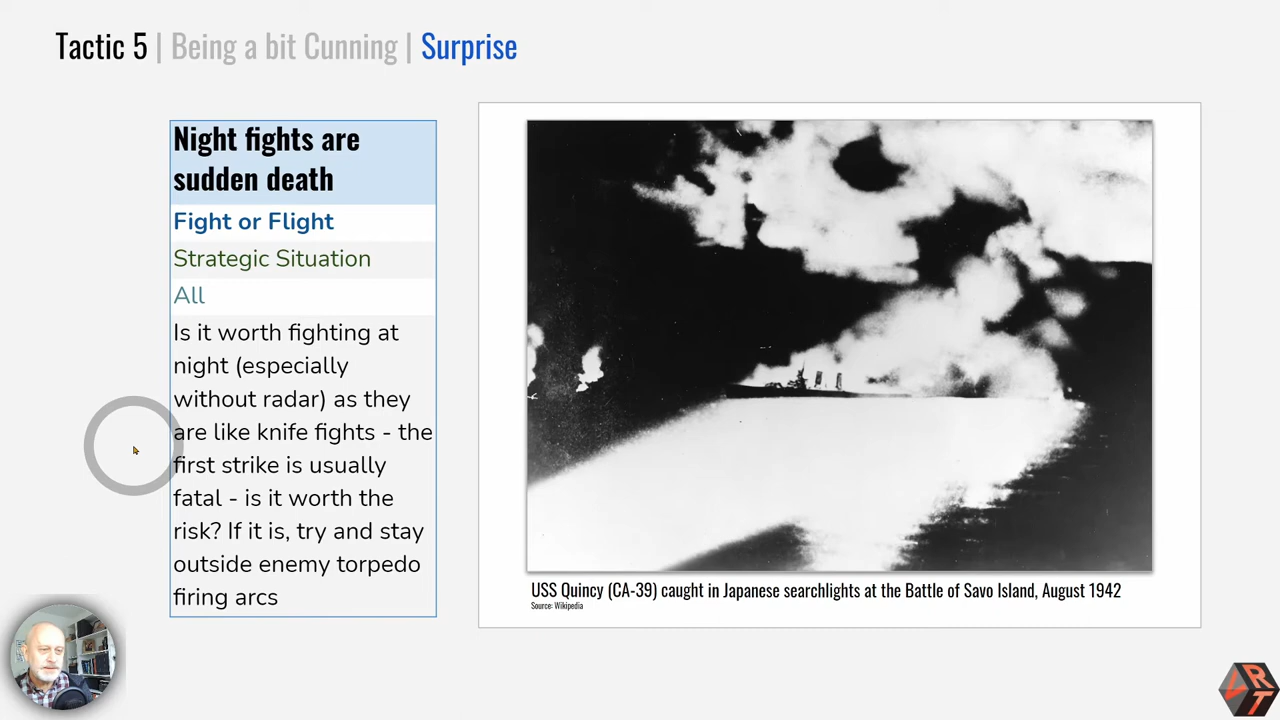 Tactic 5 | Being a bit Cunning | Surprise
Night fights are
sudden death
Fight or Flight
Strategic Situation
All
Is it worth fighting at
night (especially
without radar) as they
are like knife fights - the
first strike is usually
fatal - is it worth the
risk? If it is, try and stay
outside enemy torpedo
firing arcs
USS Quincy (CA-39) caught in Japanese searchlights at the Battle of Savo Island, August 1942
Source: Wikipedia
RT